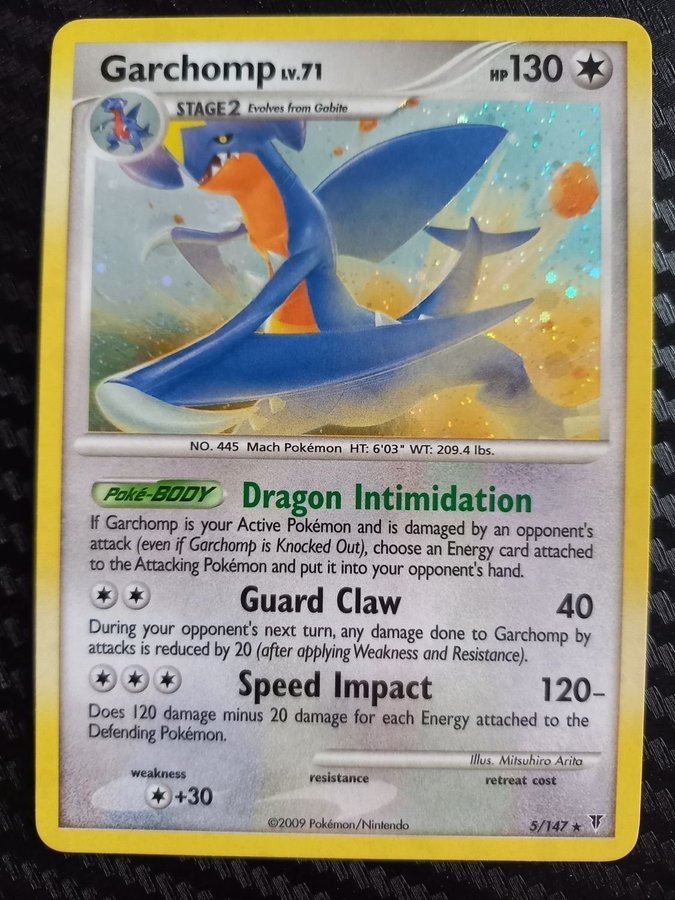 Garchomp LV.71 HP 130
STAGE 2 Evolves from Gabite
NO. 445 Mach Pokémon HT: 6'03" WT: 209.4 lbs.
Poké-BODY Dragon Intimidation
If Garchomp is your Active Pokémon and is damaged by an opponent's
attack (even if Garchomp is Knocked Out), choose an Energy card attached
to the Attacking Pokémon and put it into your opponent's hand.
Guard Claw 40
During your opponent's next turn, any damage done to Garchomp by
attacks is reduced by 20 (after applying Weakness and Resistance).
Speed Impact 120–
Does 120 damage minus 20 damage for each Energy attached to the
Defending Pokémon.
Illus. Mitsuhiro Arita
weakness resistance retreat cost
+30
©2009 Pokémon/Nintendo 5/147 ★